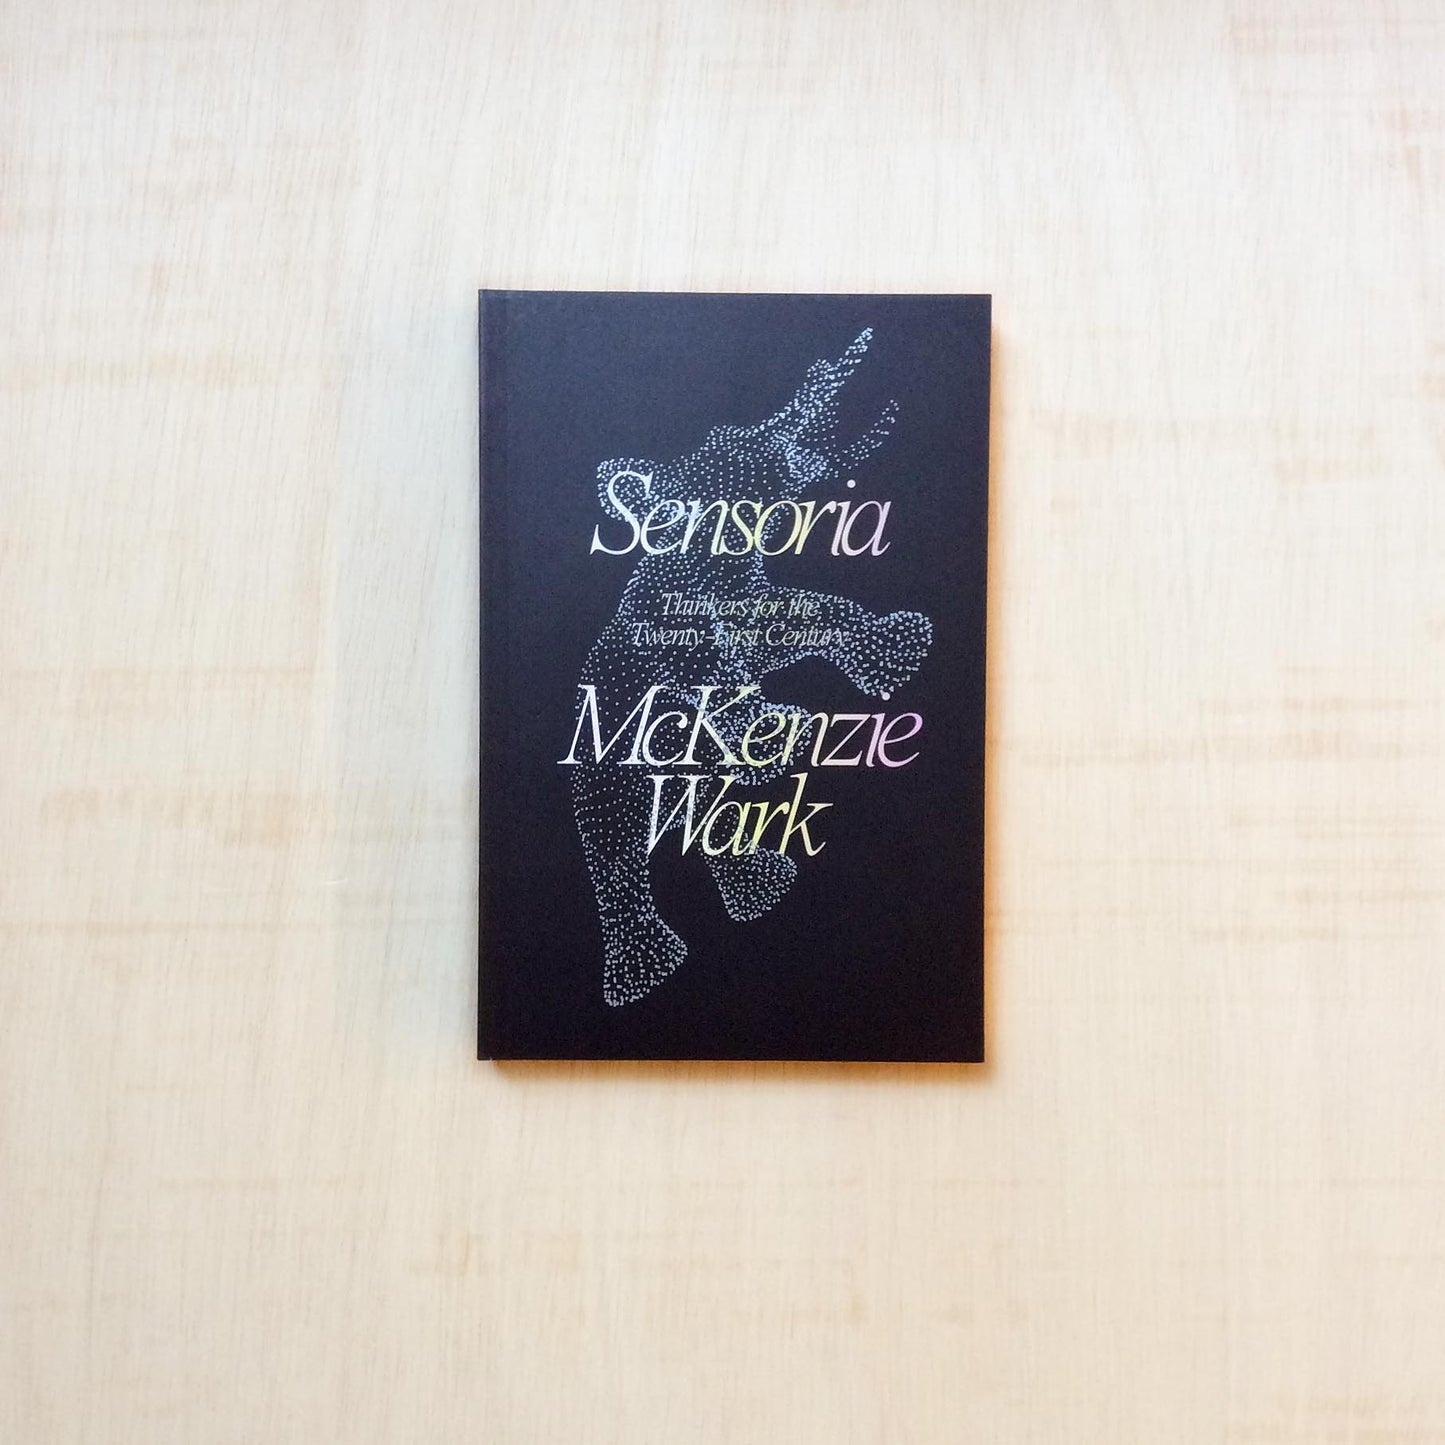 Sensoria
Thinkers for the
Twenty-First Century
McKenzie
Wark